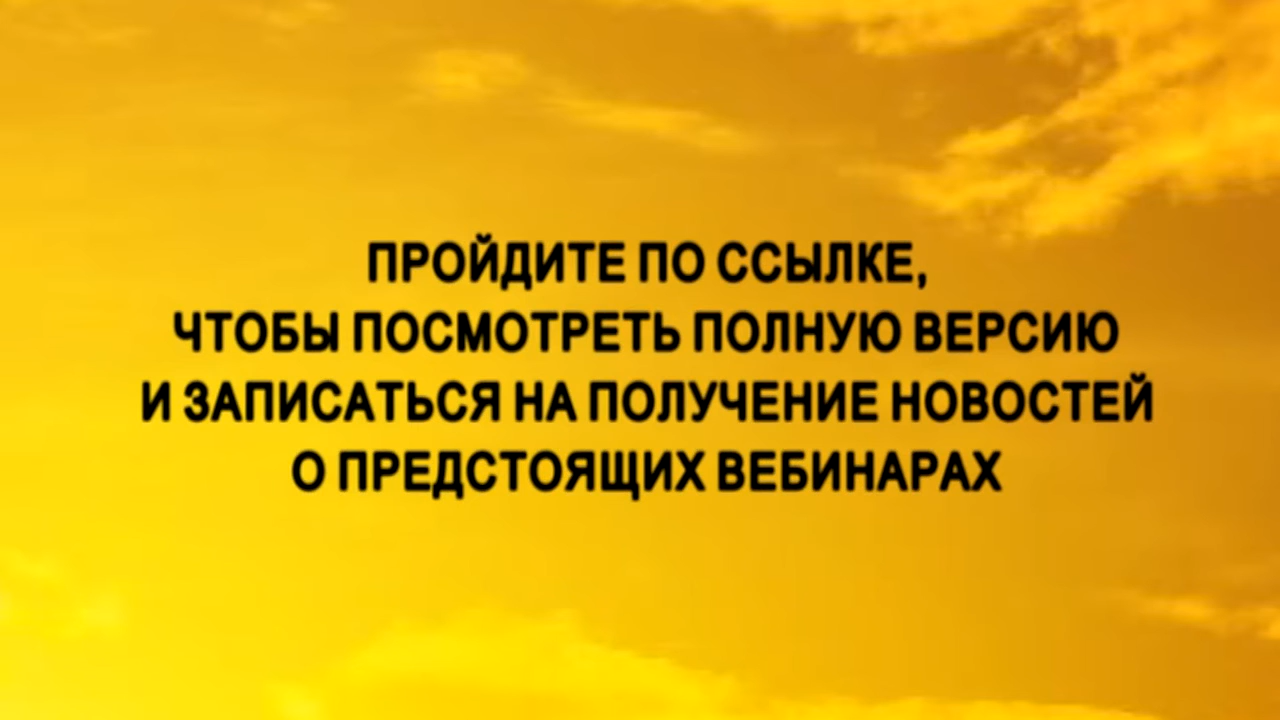 ПРОЙДИТЕ ПО ССЫЛКЕ,
ЧТОБЫ ПОСМОТРЕТЬ ПОЛНУЮ ВЕРСИЮ
И ЗАПИСАТЬСЯ НА ПОЛУЧЕНИЕ НОВОСТЕЙ
О ПРЕДСТОЯЩИХ ВЕБИНАРАХ